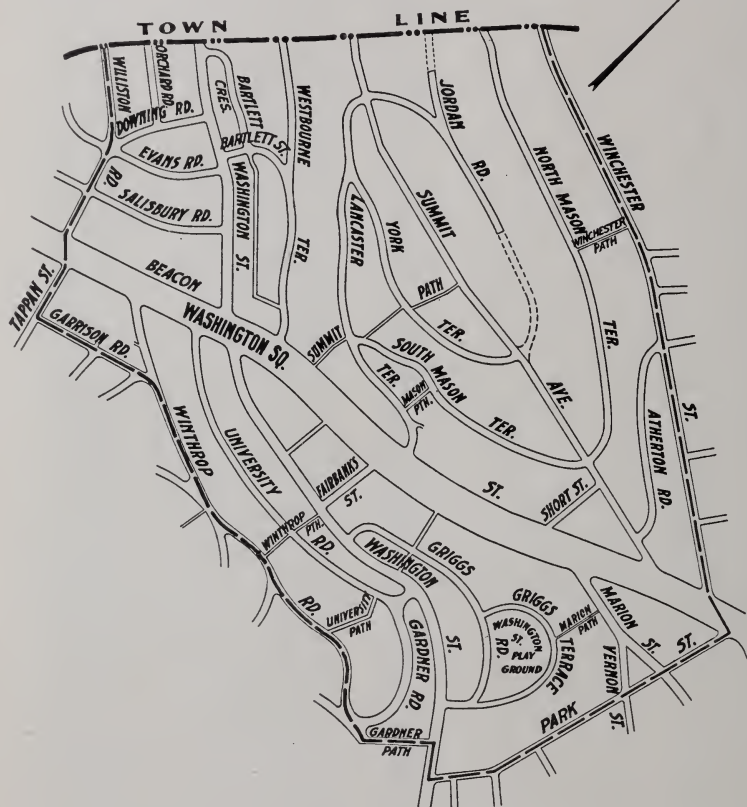 TOWN LINE
WILLISTON
RD.
ORCHARD RD.
DOWNING RD.
CRES.
BARTLETT
BARTLETT ST.
WESTBOURNE
TER.
EVANS RD.
SALISBURY RD.
WASHINGTON
ST.
BEACON
ST.
WASHINGTON SQ.
TAPPAN ST.
GARRISON RD.
JORDAN
RD.
NORTH MASON
TER.
WINCHESTER
ST.
WINCHESTER
PATH
SUMMIT
AVE.
LANCASTER
TER.
YORK
TER.
SUMMIT
PATH
SOUTH MASON
TER.
MASON
PTH.
ATHERTON RD.
SHORT ST.
WINTHROP
RD.
UNIVERSITY
RD.
FAIRBANKS
ST.
WINTHROP
PTH.
WASHINGTON
ST.
GRIGGS
RD.
GRIGGS
TERRACE
WASHINGTON
ST.
PLAY
GROUND
MARION
PATH
MARION
ST.
VERNON
ST.
UNIVERSITY
PATH
GARDNER RD.
GARDNER
PATH
PARK
ST.